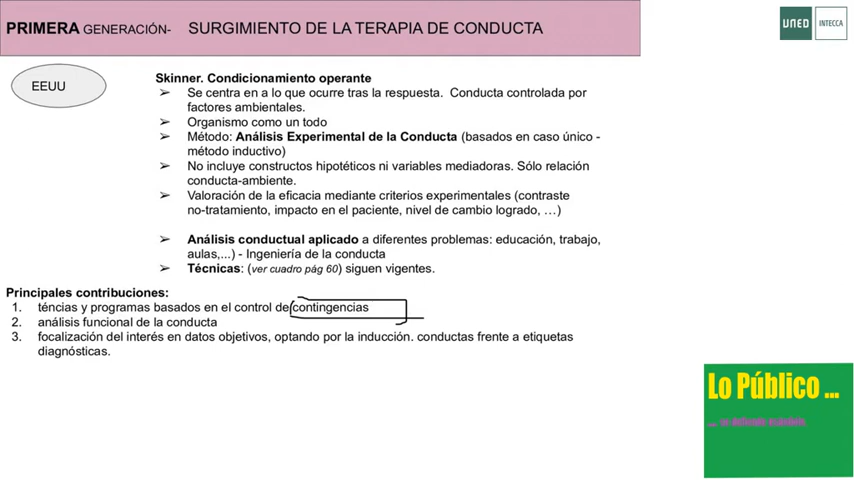 PRIMERA GENERACIÓN- SURGIMIENTO DE LA TERAPIA DE CONDUCTA
UNED
INTECCA
EEUU
Skinner. Condicionamiento operante
➢ Se centra en a lo que ocurre tras la respuesta. Conducta controlada por
factores ambientales.
➢ Organismo como un todo
➢ Método: Análisis Experimental de la Conducta (basados en caso único -
método inductivo)
➢ No incluye constructos hipotéticos ni variables mediadoras. Sólo relación
conducta-ambiente.
➢ Valoración de la eficacia mediante criterios experimentales (contraste
no-tratamiento, impacto en el paciente, nivel de cambio logrado, …)
➢ Análisis conductual aplicado a diferentes problemas: educación, trabajo,
aulas,...) - Ingeniería de la conducta
➢ Técnicas: (ver cuadro pág 60) siguen vigentes.
Principales contribuciones:
1. téncias y programas basados en el control de contingencias
2. análisis funcional de la conducta
3. focalización del interés en datos objetivos, optando por la inducción. conductas frente a etiquetas
diagnósticas.
Lo Público ...